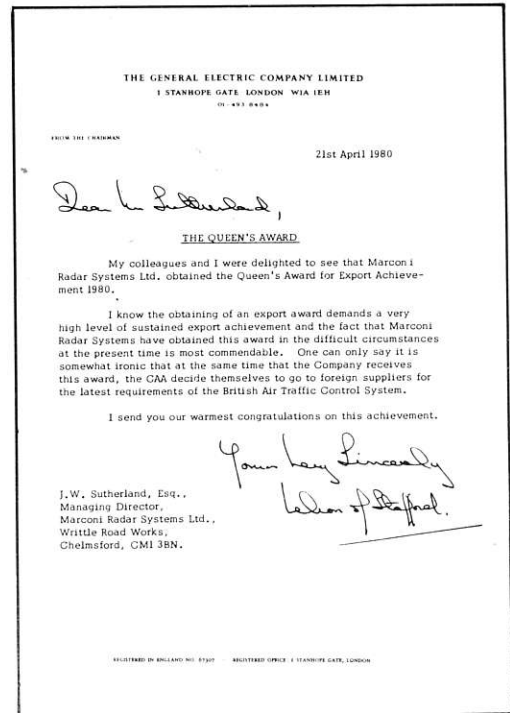 THE GENERAL ELECTRIC COMPANY LIMITED
1 STANHOPE GATE LONDON W1A 1EH
01-493 8484
FROM THE CHAIRMAN
21st April 1980
Dear Mr Sutherland,
THE QUEEN'S AWARD
My colleagues and I were delighted to see that Marconi
Radar Systems Ltd. obtained the Queen's Award for Export Achieve-
ment 1980.
I know the obtaining of an export award demands a very
high level of sustained export achievement and the fact that Marconi
Radar Systems have obtained this award in the difficult circumstances
at the present time is most commendable. One can only say it is
somewhat ironic that at the same time that the Company receives
this award, the CAA decide themselves to go to foreign suppliers for
the latest requirements of the British Air Traffic Control System.
I send you our warmest congratulations on this achievement.
Yours very Sincerely
Nelson of Stafford.
J.W. Sutherland, Esq.,
Managing Director,
Marconi Radar Systems Ltd.,
Writtle Road Works,
Chelmsford, CM1 3BN.
REGISTERED IN ENGLAND NO. 67307 REGISTERED OFFICE 1 STANHOPE GATE, LONDON